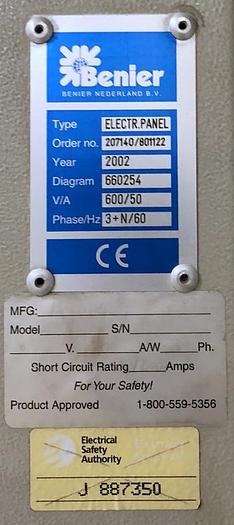 Benier
BENIER NEDERLAND B.V.
Type ELECTR.PANEL
Order no. 207140/801122
Year 2002
Diagram 660254
V/A 600/50
Phase/Hz 3+N/60
CE
MFG:
Model S/N
V. A/W Ph.
Short Circuit Rating Amps
For Your Safety!
Product Approved 1-800-559-5356
Electrical
Safety
Authority
J 887350